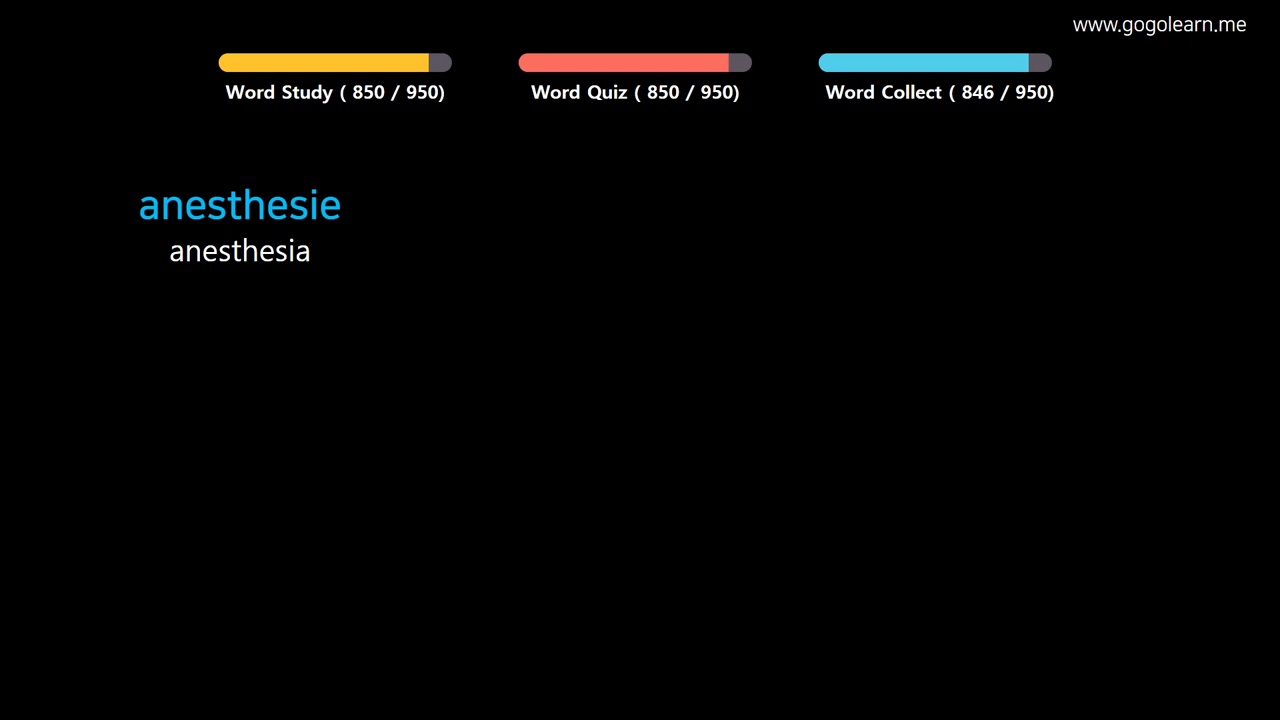 www.gogolearn.me
Word Study ( 850 / 950)
Word Quiz ( 850 / 950)
Word Collect ( 846 / 950)
anesthesie
anesthesia